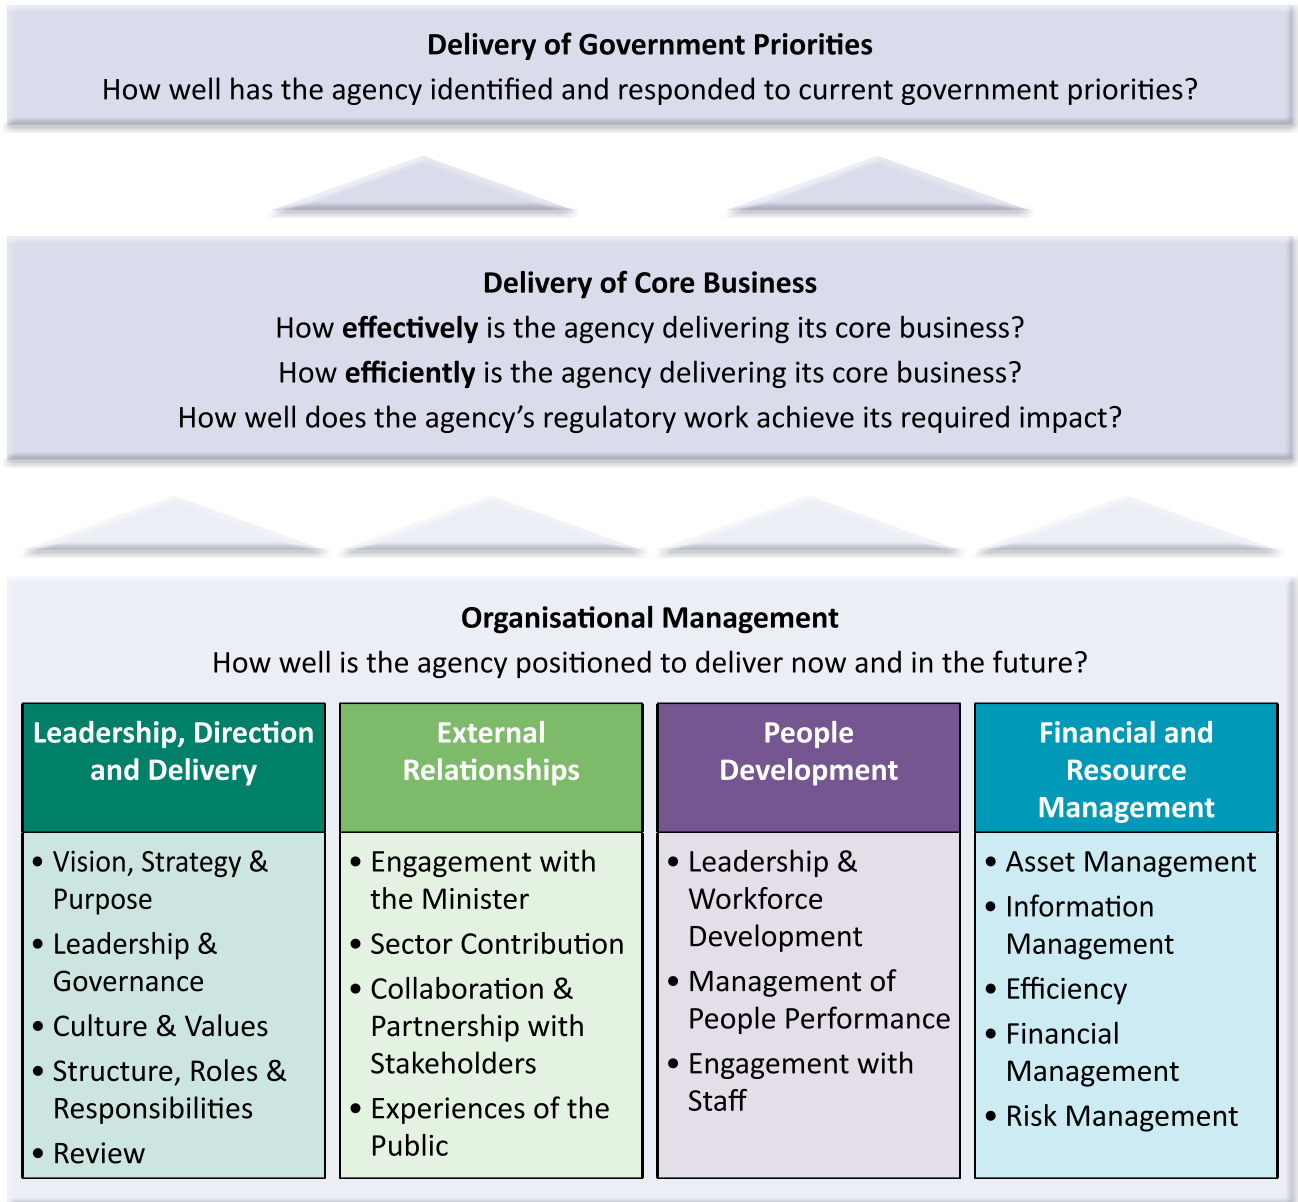 Delivery of Government Priorities
How well has the agency identified and responded to current government priorities?
Delivery of Core Business
How effectively is the agency delivering its core business?
How efficiently is the agency delivering its core business?
How well does the agency’s regulatory work achieve its required impact?
Organisational Management
How well is the agency positioned to deliver now and in the future?
Leadership, Direction
and Delivery
• Vision, Strategy &
Purpose
• Leadership &
Governance
• Culture & Values
• Structure, Roles &
Responsibilities
• Review
External
Relationships
• Engagement with
the Minister
• Sector Contribution
• Collaboration &
Partnership with
Stakeholders
• Experiences of the
Public
People
Development
• Leadership &
Workforce
Development
• Management of
People Performance
• Engagement with
Staff
Financial and
Resource
Management
• Asset Management
• Information
Management
• Efficiency
• Financial
Management
• Risk Management